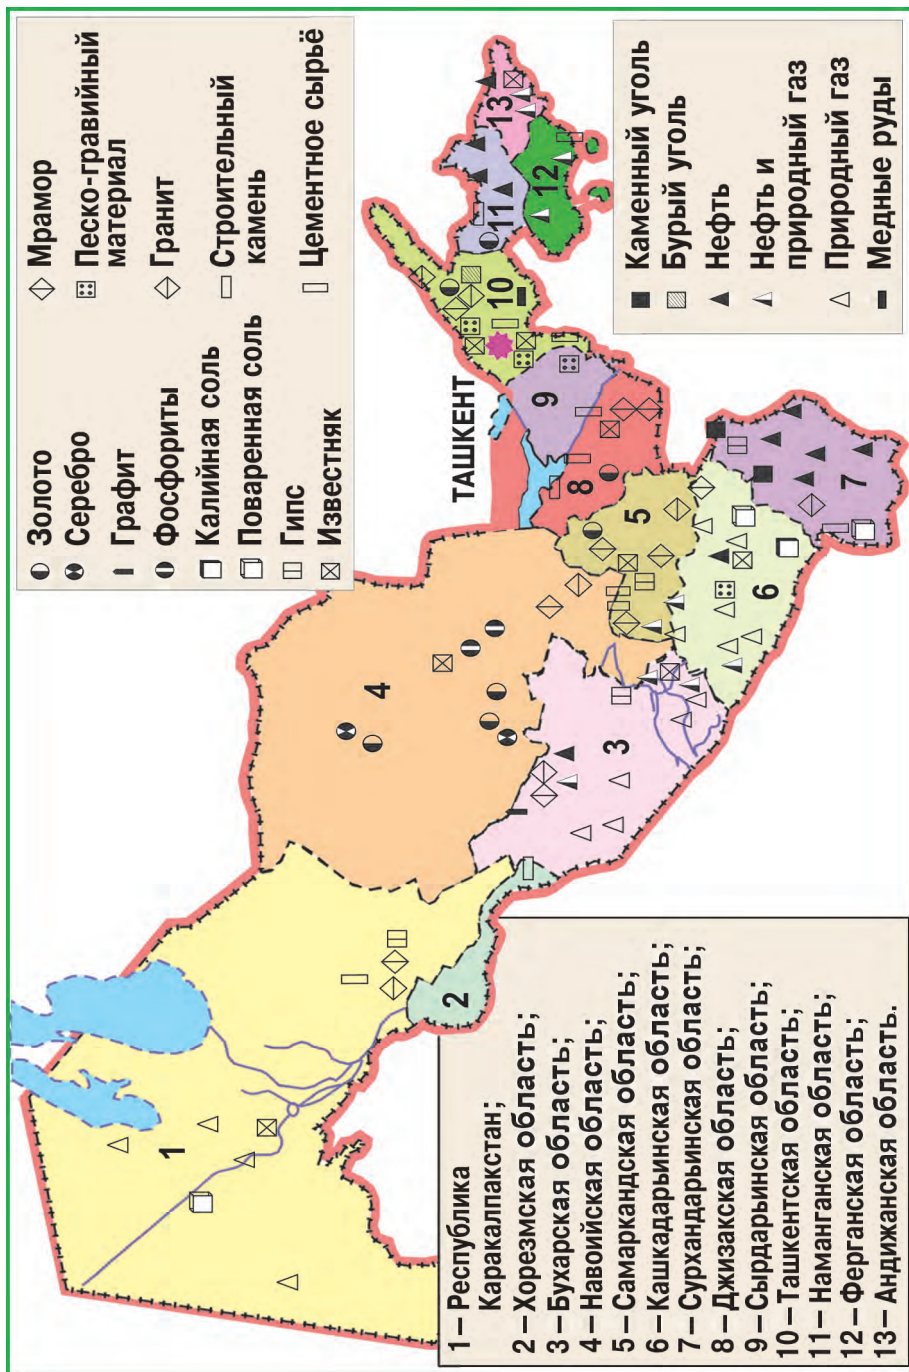 Золото
Серебро
Графит
Фосфориты
Калийная соль
Поваренная соль
Гипс
Известняк
Мрамор
Песко-гравийный
материал
Гранит
Строительный
камень
Цементное сырьё
ТАШКЕНТ
1
2
3
4
5
6
7
8
9
10
11
12
13
1– Республика
Каракалпакстан;
2– Хорезмская область;
3– Бухарская область;
4– Навоийская область;
5– Самаркандская область;
6– Кашкадарьинская область;
7– Сурхандарьинская область;
8– Джизакская область;
9– Сырдарьинская область;
10– Ташкентская область;
11– Наманганская область;
12– Ферганская область;
13– Андижанская область.
Каменный уголь
Бурый уголь
Нефть
Нефть и
природный газ
Природный газ
Медные руды